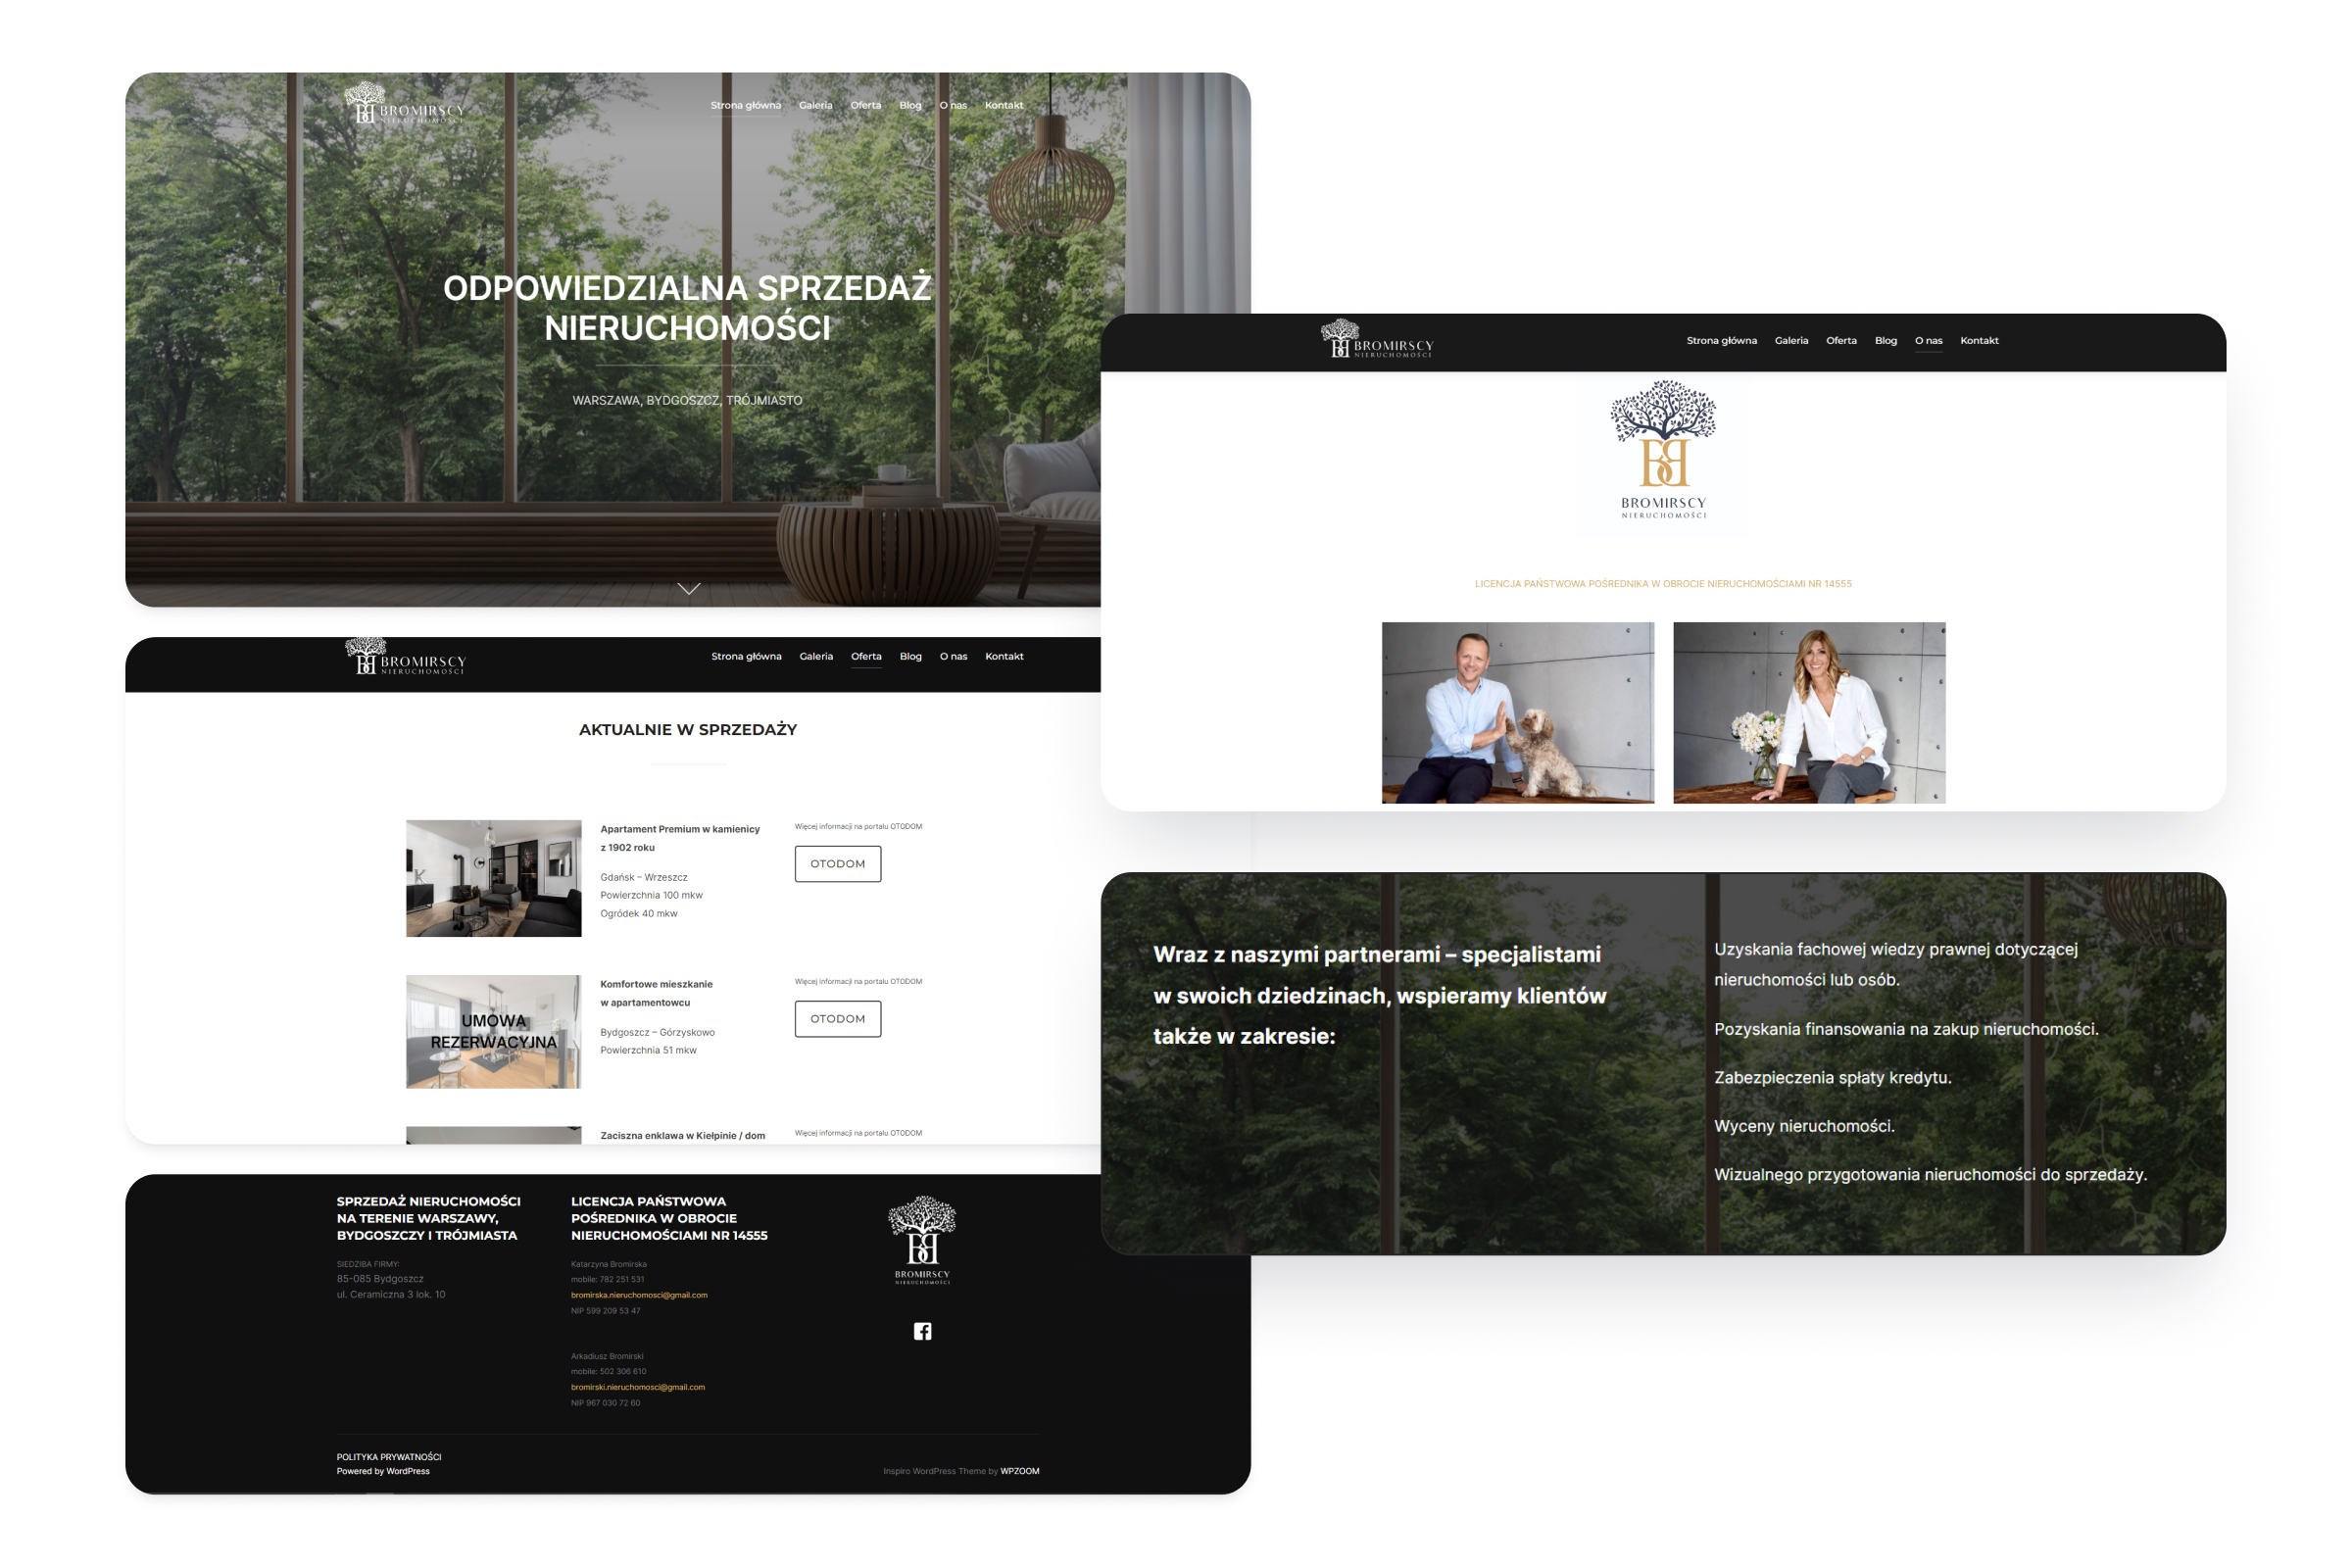 BROMIRSCY
NIERUCHOMOŚCI
Strona główna Galeria Oferta Blog O nas Kontakt
ODPOWIEDZIALNA SPRZEDAŻ
NIERUCHOMOŚCI
WARSZAWA, BYDGOSZCZ, TRÓJMIASTO
BROMIRSCY
NIERUCHOMOŚCI
Strona główna Galeria Oferta Blog O nas Kontakt
AKTUALNIE W SPRZEDAŻY
Apartament Premium w kamienicy
z 1902 roku
Gdańsk – Wrzeszcz
Powierzchnia 100 mkw
Ogródek 40 mkw
Więcej informacji na portalu OTODOM
OTODOM
UMOWA
REZERWACYJNA
Komfortowe mieszkanie
w apartamentowcu
Bydgoszcz – Górzyskowo
Powierzchnia 51 mkw
Więcej informacji na portalu OTODOM
OTODOM
Zaciszna enklawa w Kiełpinie / dom
Więcej informacji na portalu OTODOM
SPRZEDAŻ NIERUCHOMOŚCI
NA TERENIE WARSZAWY,
BYDGOSZCZY I TRÓJMIASTA
SIEDZIBA FIRMY:
85-085 Bydgoszcz
ul. Ceramiczna 3 lok. 10
LICENCJA PAŃSTWOWA
POŚREDNIKA W OBROCIE
NIERUCHOMOŚCIAMI NR 14555
Katarzyna Bromirska
mobile: 782 251 531
bromirska.nieruchomosci@gmail.com
NIP 599 209 53 47
Arkadiusz Bromirski
mobile: 502 306 610
bromirski.nieruchomosci@gmail.com
NIP 967 030 72 60
BROMIRSCY
NIERUCHOMOŚCI
POLITYKA PRYWATNOŚCI
Powered by WordPress
Inspiro WordPress Theme by WPZOOM
BROMIRSCY
NIERUCHOMOŚCI
Strona główna Galeria Oferta Blog O nas Kontakt
BROMIRSCY
NIERUCHOMOŚCI
LICENCJA PAŃSTWOWA POŚREDNIKA W OBROCIE NIERUCHOMOŚCIAMI NR 14555
Wraz z naszymi partnerami – specjalistami
w swoich dziedzinach, wspieramy klientów
także w zakresie:
Uzyskania fachowej wiedzy prawnej dotyczącej
nieruchomości lub osób.
Pozyskania finansowania na zakup nieruchomości.
Zabezpieczenia spłaty kredytu.
Wyceny nieruchomości.
Wizualnego przygotowania nieruchomości do sprzedaży.